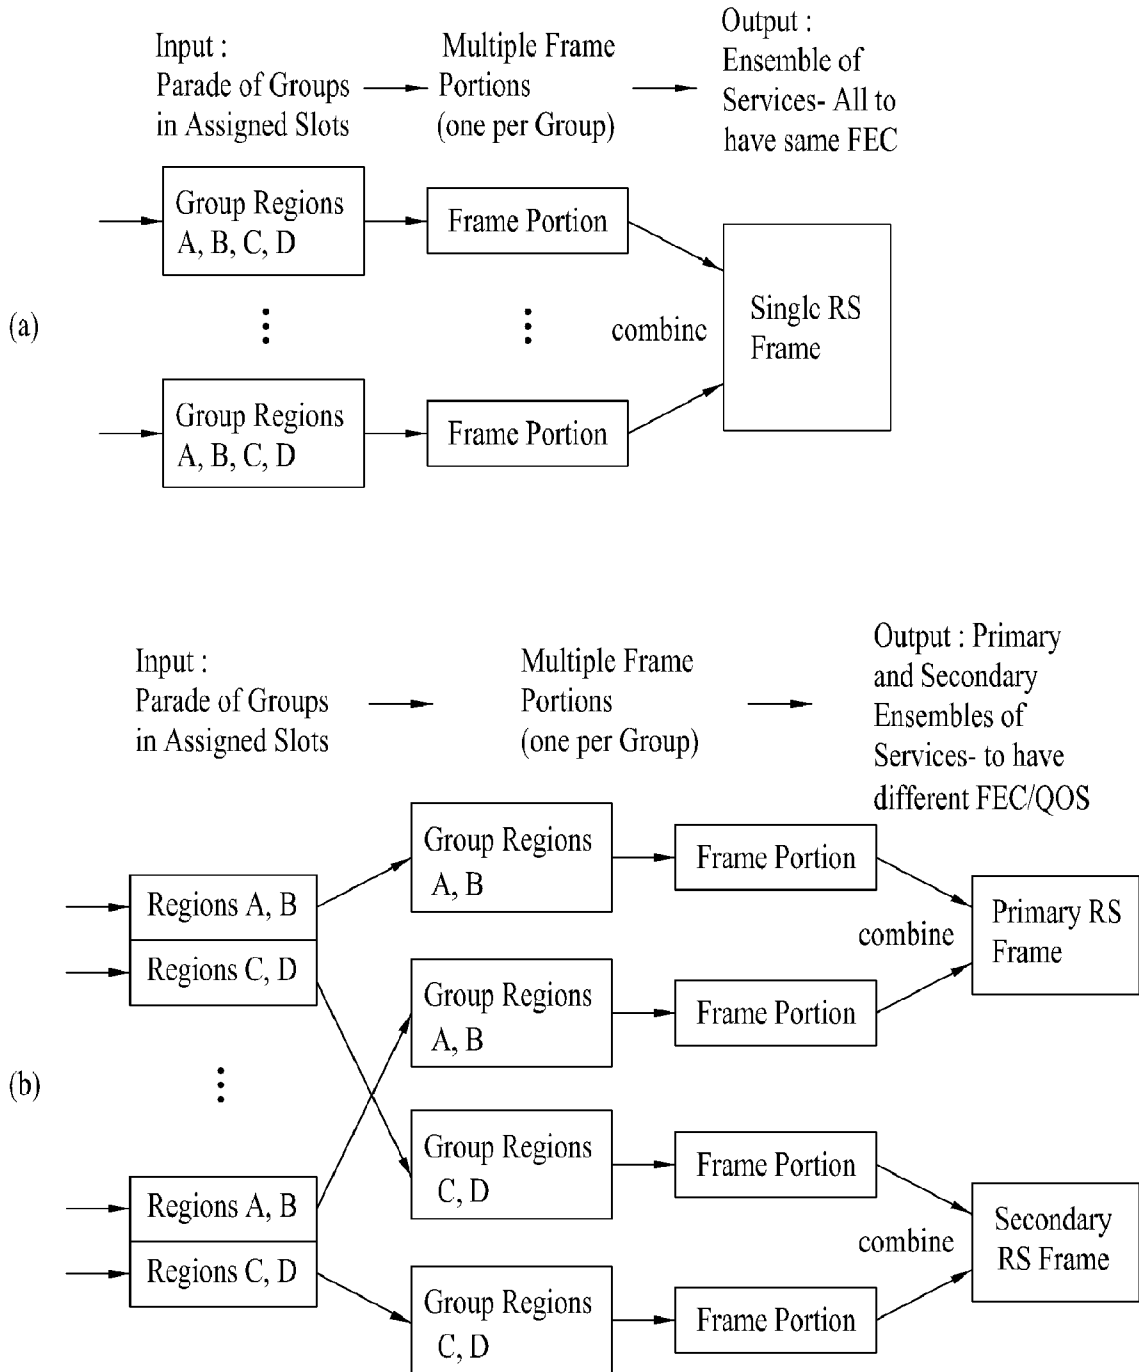 Input :
Parade of Groups
in Assigned Slots
Multiple Frame
Portions
(one per Group)
Output :
Ensemble of
Services- All to
have same FEC
(a)
Group Regions
A, B, C, D
Frame Portion
combine
Single RS
Frame
Group Regions
A, B, C, D
Frame Portion
Input :
Parade of Groups
in Assigned Slots
Multiple Frame
Portions
(one per Group)
Output : Primary
and Secondary
Ensembles of
Services- to have
different FEC/QOS
(b)
Regions A, B
Regions C, D
Regions A, B
Regions C, D
Group Regions
A, B
Group Regions
A, B
Group Regions
C, D
Group Regions
C, D
Frame Portion
Frame Portion
Frame Portion
Frame Portion
combine
combine
Primary RS
Frame
Secondary
RS Frame